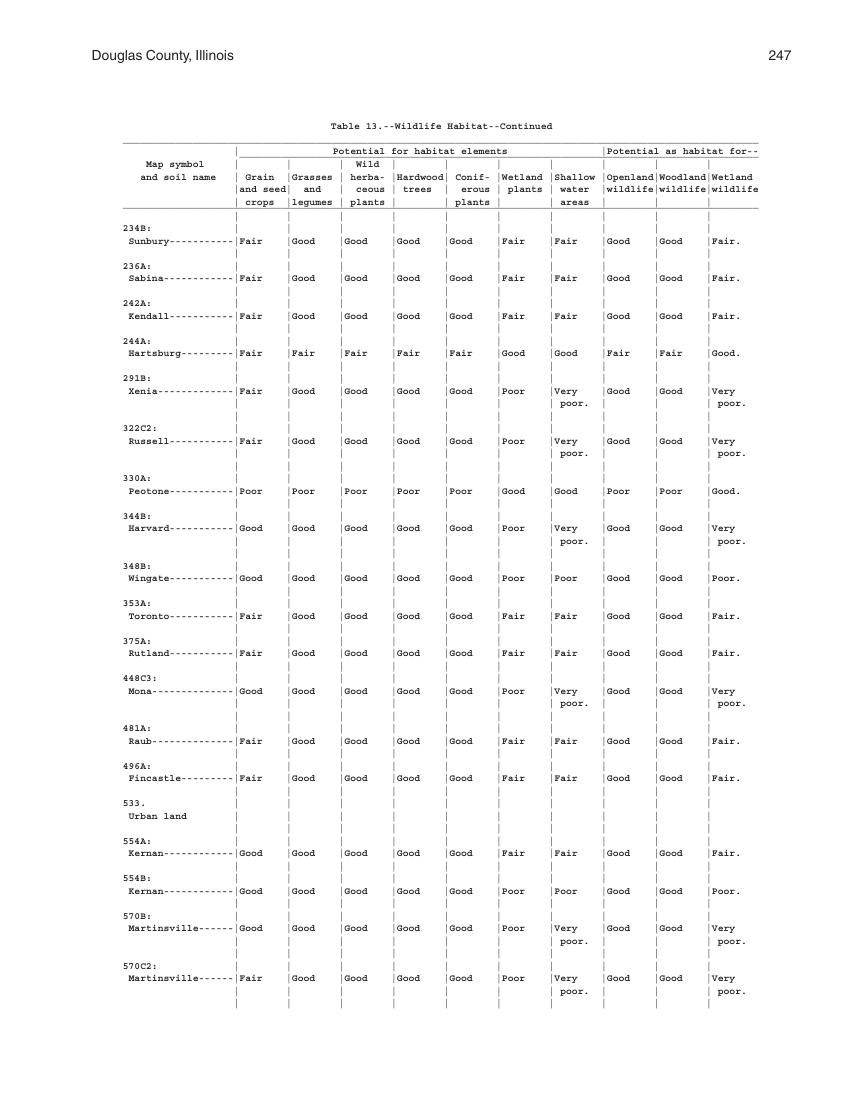 Douglas County, Illinois 247
Table 13.--Wildlife Habitat--Continued
| Potential for habitat elements |Potential as habitat for--
Map symbol | | | Wild | | | | | | |
and soil name | Grain |Grasses | herba- |Hardwood | Conif- |Wetland |Shallow |Openland|Woodland|Wetland
|and seed| and | ceous | trees | erous | plants | water |wildlife|wildlife|wildlife
| crops |legumes | plants | | plants | | areas | | |
234B:
Sunbury-----------|Fair |Good |Good |Good |Good |Fair |Fair |Good |Good |Fair.
236A:
Sabina------------|Fair |Good |Good |Good |Good |Fair |Fair |Good |Good |Fair.
242A:
Kendall-----------|Fair |Good |Good |Good |Good |Fair |Fair |Good |Good |Fair.
244A:
Hartsburg---------|Fair |Fair |Fair |Fair |Fair |Good |Good |Fair |Fair |Good.
291B:
Xenia-------------|Fair |Good |Good |Good |Good |Poor |Very |Good |Good |Very
| | | | | | | poor. | | | poor.
322C2:
Russell-----------|Fair |Good |Good |Good |Good |Poor |Very |Good |Good |Very
| | | | | | | poor. | | | poor.
330A:
Peotone-----------|Poor |Poor |Poor |Poor |Poor |Good |Good |Poor |Poor |Good.
344B:
Harvard-----------|Good |Good |Good |Good |Good |Poor |Very |Good |Good |Very
| | | | | | | poor. | | | poor.
348B:
Wingate-----------|Good |Good |Good |Good |Good |Poor |Poor |Good |Good |Poor.
353A:
Toronto-----------|Fair |Good |Good |Good |Good |Fair |Fair |Good |Good |Fair.
375A:
Rutland-----------|Fair |Good |Good |Good |Good |Fair |Fair |Good |Good |Fair.
448C3:
Mona--------------|Good |Good |Good |Good |Good |Poor |Very |Good |Good |Very
| | | | | | | poor. | | | poor.
481A:
Raub--------------|Fair |Good |Good |Good |Good |Fair |Fair |Good |Good |Fair.
496A:
Fincastle---------|Fair |Good |Good |Good |Good |Fair |Fair |Good |Good |Fair.
533.
Urban land
554A:
Kernan------------|Good |Good |Good |Good |Good |Fair |Fair |Good |Good |Fair.
554B:
Kernan------------|Good |Good |Good |Good |Good |Poor |Poor |Good |Good |Poor.
570B:
Martinsville------|Good |Good |Good |Good |Good |Poor |Very |Good |Good |Very
| | | | | | | poor. | | | poor.
570C2:
Martinsville------|Fair |Good |Good |Good |Good |Poor |Very |Good |Good |Very
| | | | | | | poor. | | | poor.